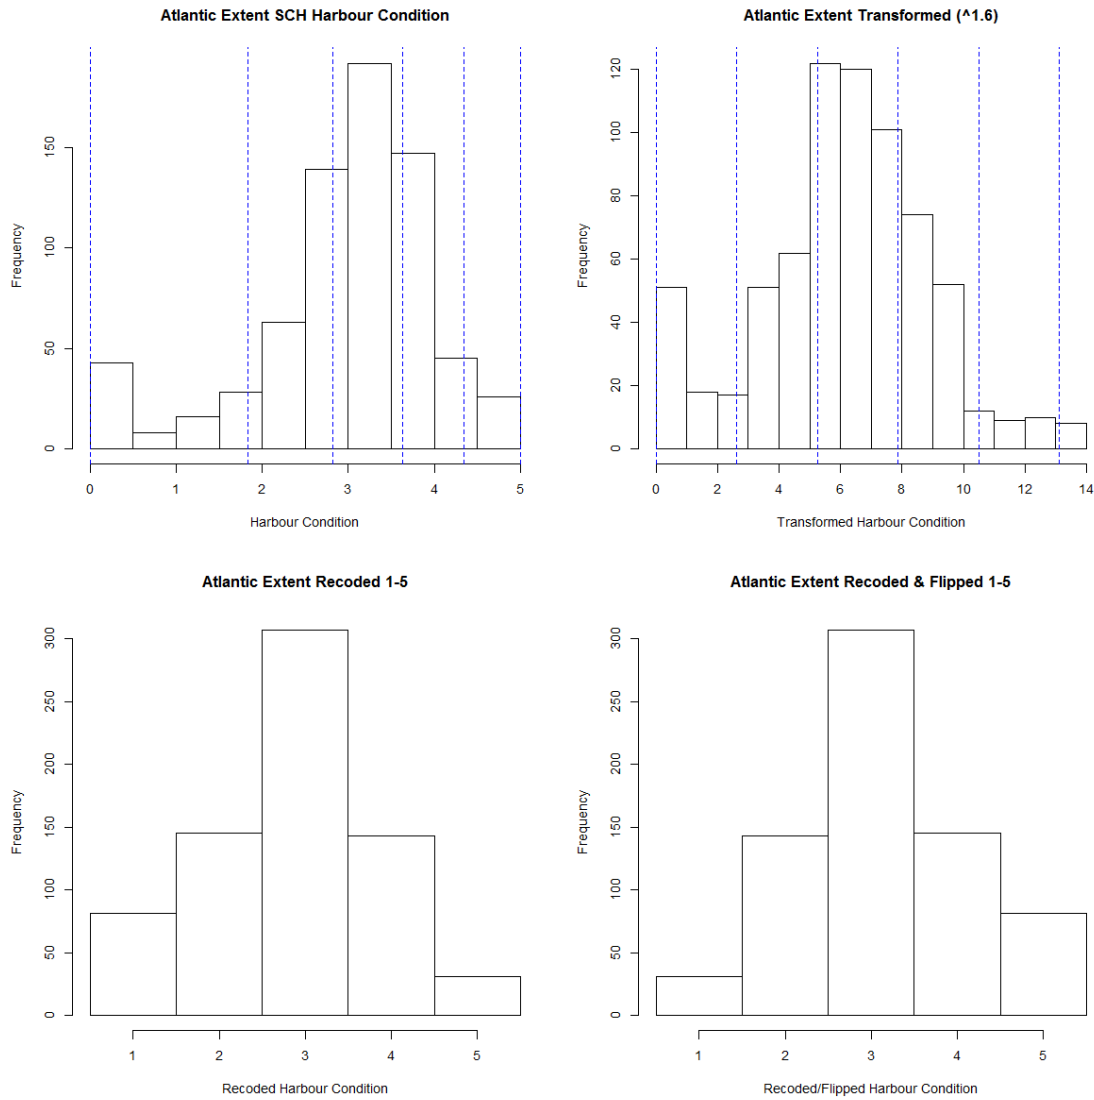 Atlantic Extent SCH Harbour Condition
Frequency
150
100
50
0
0 1 2 3 4 5
Harbour Condition
Atlantic Extent Transformed (^1.6)
Frequency
120
100
80
60
40
20
0
0 2 4 6 8 10 12 14
Transformed Harbour Condition
Atlantic Extent Recoded 1-5
Frequency
300
250
200
150
100
50
0
1 2 3 4 5
Recoded Harbour Condition
Atlantic Extent Recoded & Flipped 1-5
Frequency
300
250
200
150
100
50
0
1 2 3 4 5
Recoded/Flipped Harbour Condition